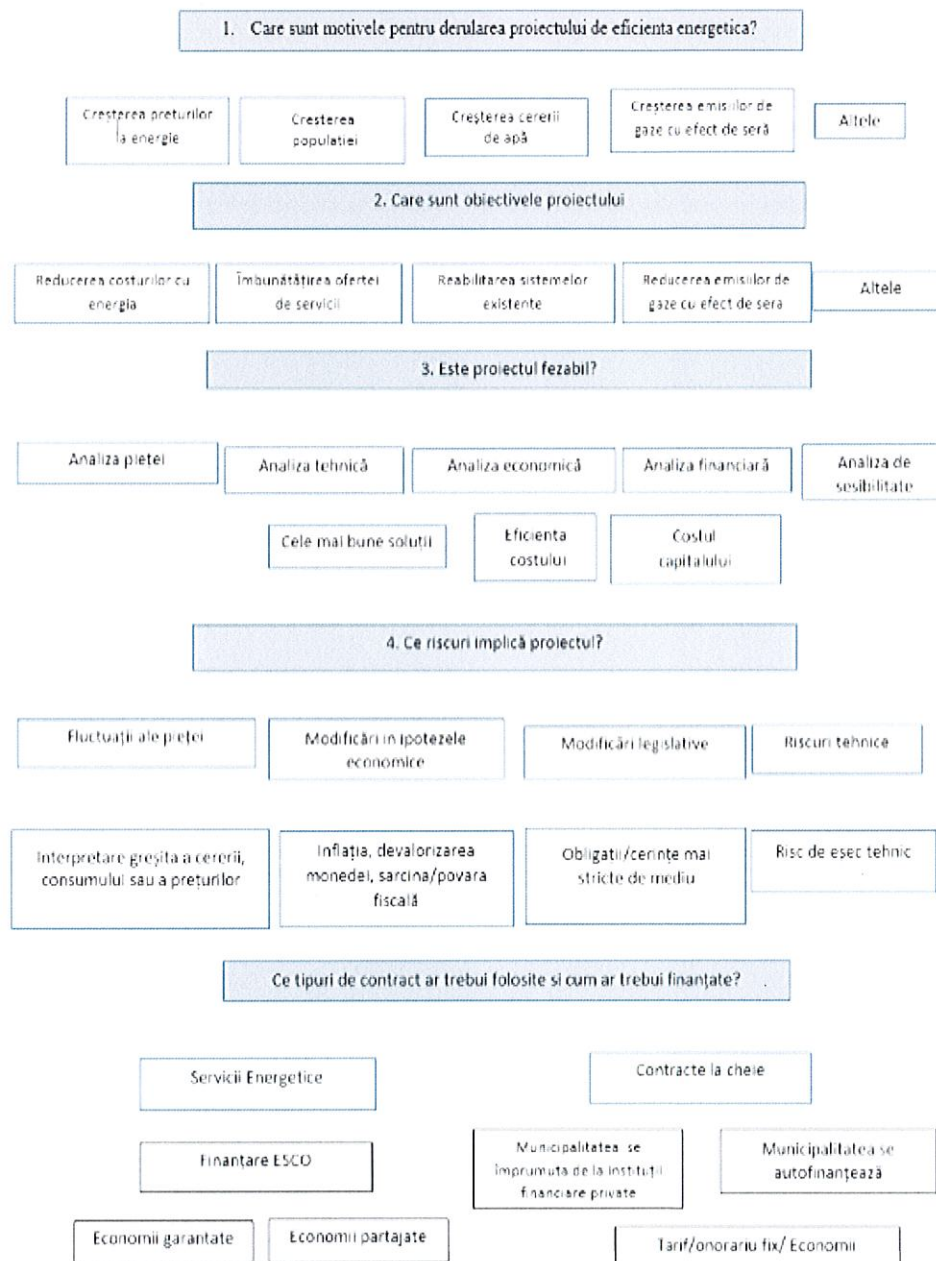 1. Care sunt motivele pentru derularea proiectului de eficienta energetica?
Creșterea preturilor
la energie
Creșterea
populatiei
Creșterea cererii
de apă
Creșterea emisiilor de
gaze cu efect de seră
Altele
2. Care sunt obiectivele proiectului
Reducerea costurilor cu
energia
Îmbunătățirea ofertei
de servicii
Reabilitarea sistemelor
existente
Reducerea emisiilor de
gaze cu efect de sera
Altele
3. Este proiectul fezabil?
Analiza pieței
Analiza tehnică
Analiza economică
Analiza financiară
Analiza de
sesibilitate
Cele mai bune soluții
Eficienta
costului
Costul
capitalului
4. Ce riscuri implică proiectul?
Fluctuații ale pieței
Modificări in ipotezele
economice
Modificări legislative
Riscuri tehnice
Interpretare greșita a cererii,
consumului sau a prețurilor
Inflația, devalorizarea
monedei, sarcina/povara
fiscală
Obligatii/cerințe mai
stricte de mediu
Risc de esec tehnic
Ce tipuri de contract ar trebui folosite si cum ar trebui finanțate?
Servicii Energetice
Contracte la cheie
Finanțare ESCO
Municipalitatea se
împrumuta de la instituții
financiare private
Municipalitatea se
autofinanțează
Economii garantate
Economii partajate
Tarif/onorariu fix/ Economii